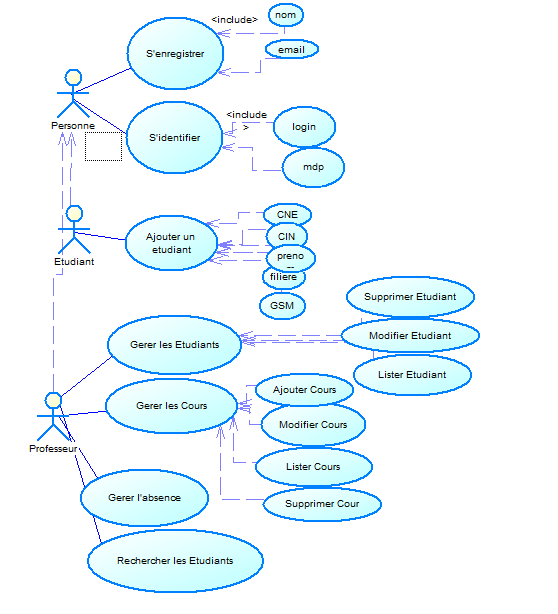 <include>
nom
S'enregistrer
email
Personne
<include
>
S'identifier
login
mdp
Etudiant
Ajouter un
etudiant
CNE
CIN
preno
filiere
GSM
Supprimer Etudiant
Gerer les Etudiants
Modifier Etudiant
Lister Etudiant
Professeur
Gerer les Cours
Ajouter Cours
Modifier Cours
Lister Cours
Gerer l'absence
Supprimer Cour
Rechercher les Etudiants